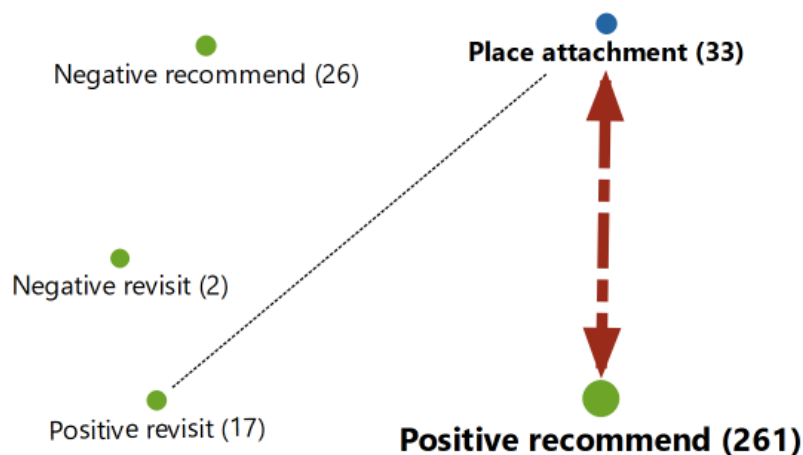 Place attachment (33)
Negative recommend (26)
Negative revisit (2)
Positive revisit (17)
Positive recommend (261)